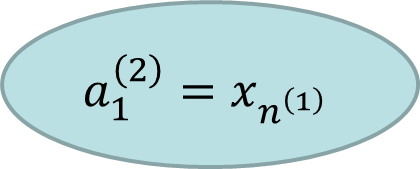 $a_1^{(2)} = x_{n^{(1)}}$